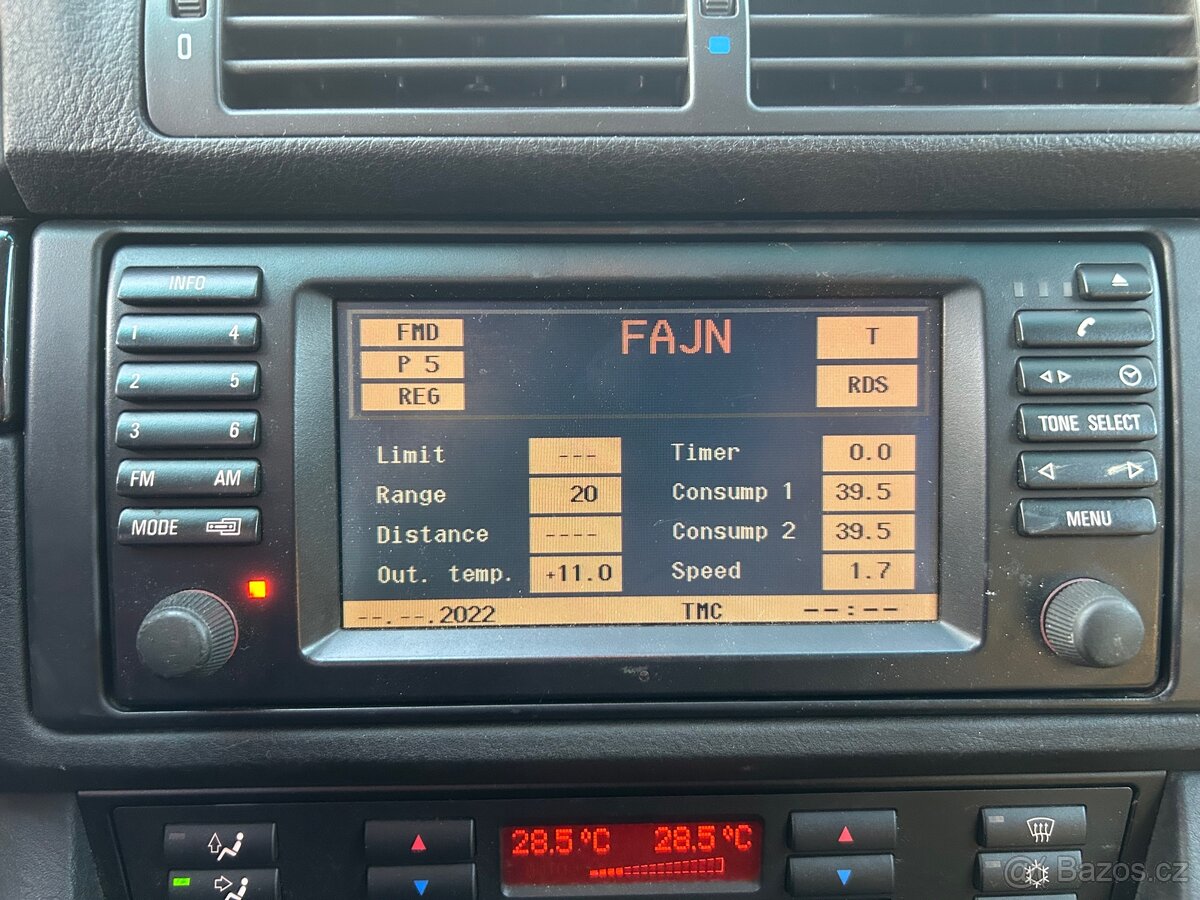 0
INFO
1 4
2 5
3 6
FM AM
MODE
FMD
P 5
REG
FAJN
T
RDS
Limit ---
Range 20
Distance ----
Out. temp. +11.0
Timer 0.0
Consump 1 39.5
Consump 2 39.5
Speed 1.7
--.--.2022 TMC --:--
TONE SELECT
MENU
28.5°C 28.5°C
© Bazos.cz